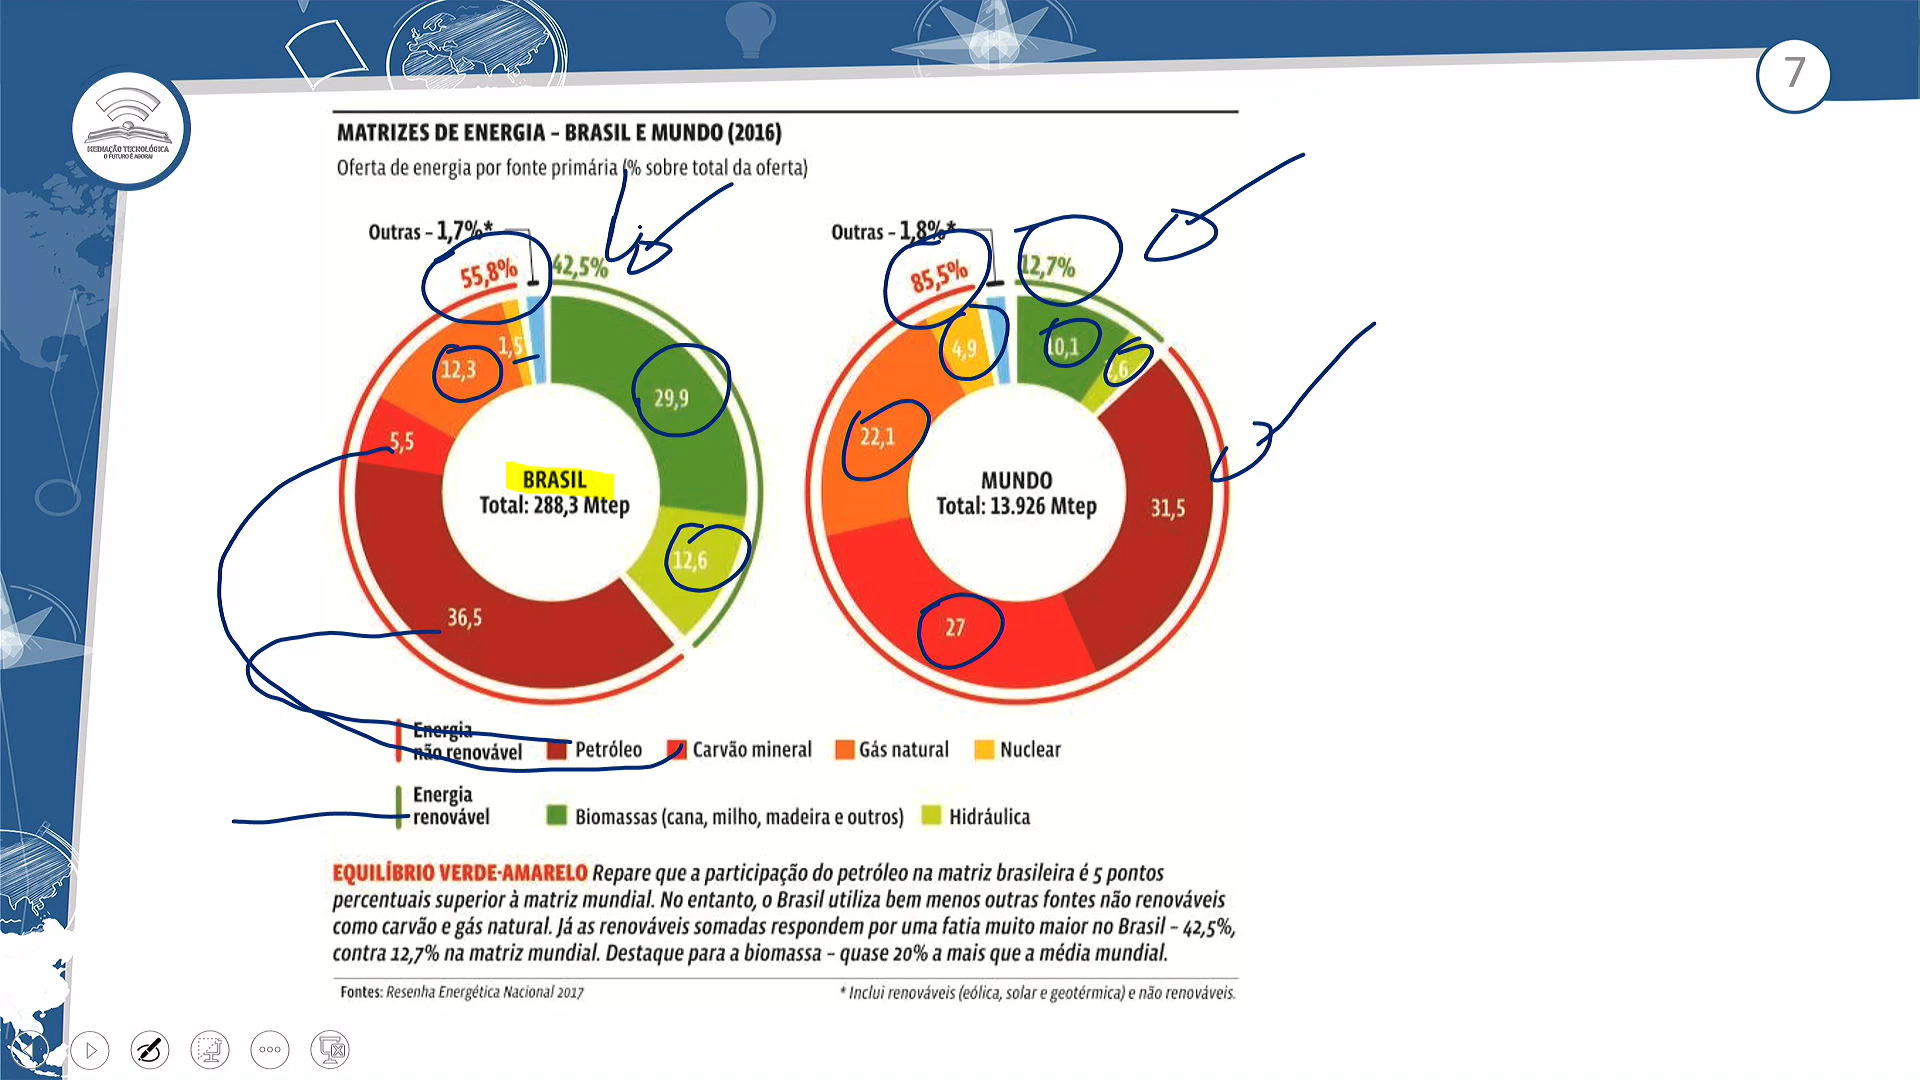 7
MEDIAÇÃO TECNOLÓGICA
O FUTURO É AGORA!
MATRIZES DE ENERGIA – BRASIL E MUNDO (2016)
Oferta de energia por fonte primária (% sobre total da oferta)
Outras – 1,7%*
55,8%
42,5%
12,3
1,5
29,9
5,5
BRASIL
Total: 288,3 Mtep
12,6
36,5
Outras – 1,8%*
85,5%
12,7%
4,9
10,1
22,1
MUNDO
Total: 13.926 Mtep
31,5
27
Energia
não renovável
Petróleo
Carvão mineral
Gás natural
Nuclear
Energia
renovável
Biomassas (cana, milho, madeira e outros)
Hidráulica
EQUILÍBRIO VERDE-AMARELO Repare que a participação do petróleo na matriz brasileira é 5 pontos
percentuais superior à matriz mundial. No entanto, o Brasil utiliza bem menos outras fontes não renováveis
como carvão e gás natural. Já as renováveis somadas respondem por uma fatia muito maior no Brasil – 42,5%,
contra 12,7% na matriz mundial. Destaque para a biomassa – quase 20% a mais que a média mundial.
Fontes: Resenha Energética Nacional 2017
* Inclui renováveis (eólica, solar e geotérmica) e não renováveis.